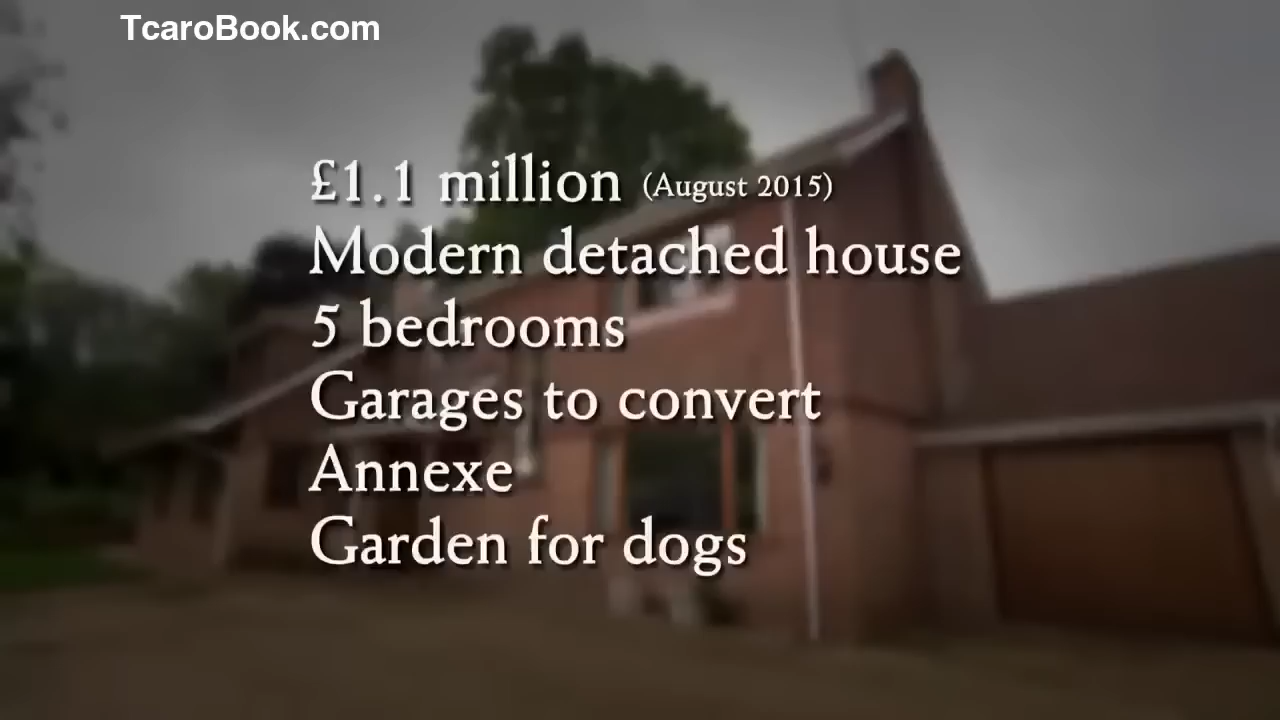 TcaroBook.com
£1.1 million (August 2015)
Modern detached house
5 bedrooms
Garages to convert
Annexe
Garden for dogs